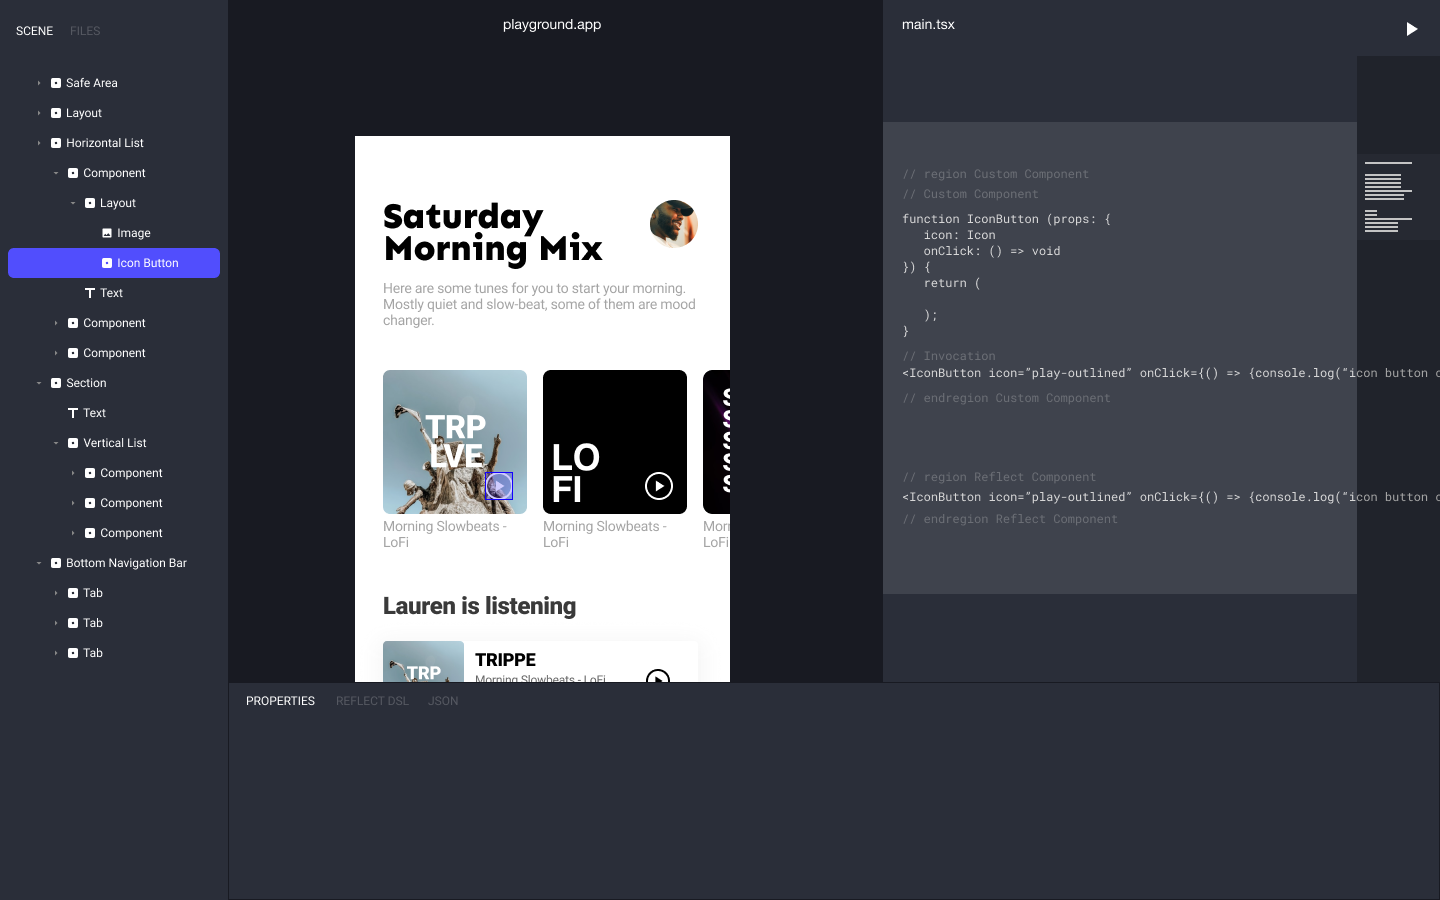 SCENE FILES
Safe Area
Layout
Horizontal List
Component
Layout
Image
Icon Button
Text
Component
Component
Section
Text
Vertical List
Component
Component
Component
Bottom Navigation Bar
Tab
Tab
Tab
playground.app
Saturday
Morning Mix
Here are some tunes for you to start your morning.
Mostly quiet and slow-beat, some of them are mood
changer.
TRP
LVE
LO
FI
S
S
S
S
S
S
Morning Slowbeats -
LoFi
Morning Slowbeats -
LoFi
Morn
LoFi
Lauren is listening
TRP
TRIPPE
Morning Slowbeats - LoFi
main.tsx
// region Custom Component
// Custom Component
function IconButton (props: {
icon: Icon
onClick: () => void
}) {
return (
);
}
// Invocation
<IconButton icon=”play-outlined” onClick={() => {console.log(”icon button c
// endregion Custom Component
// region Reflect Component
<IconButton icon=”play-outlined” onClick={() => {console.log(”icon button c
// endregion Reflect Component
PROPERTIES REFLECT DSL JSON